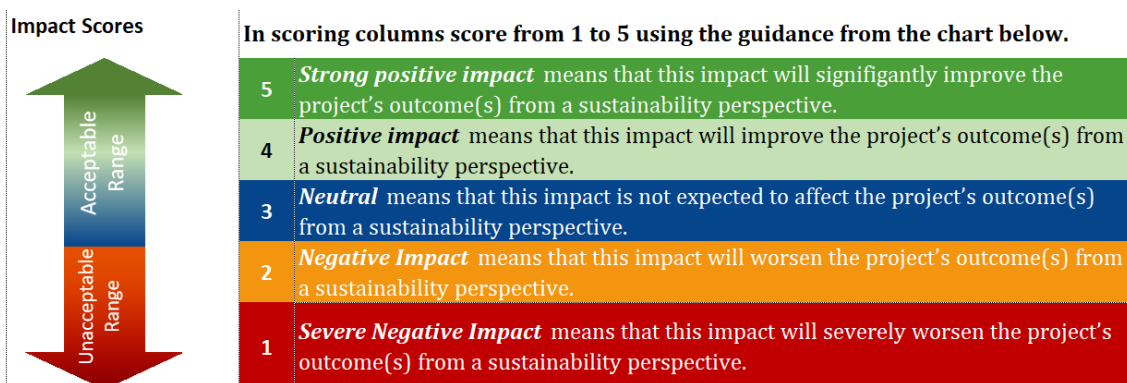 Impact Scores
In scoring columns score from 1 to 5 using the guidance from the chart below.
Acceptable
Range
Unacceptable
Range
5
Strong positive impact means that this impact will signifigantly improve the
project's outcome(s) from a sustainability perspective.
4
Positive impact means that this impact will improve the project's outcome(s) from
a sustainability perspective.
3
Neutral means that this impact is not expected to affect the project's outcome(s)
from a sustainability perspective.
2
Negative Impact means that this impact will worsen the project's outcome(s) from
a sustainability perspective.
1
Severe Negative Impact means that this impact will severely worsen the project's
outcome(s) from a sustainability perspective.